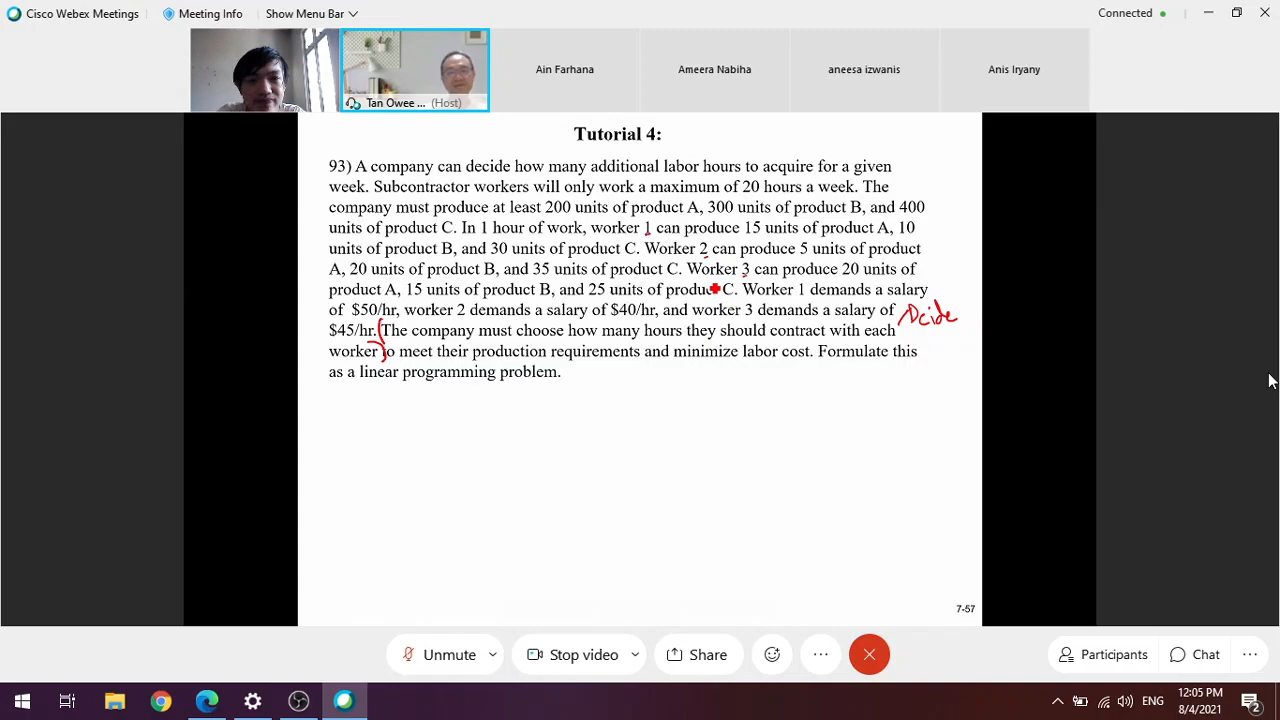 Cisco Webex Meetings
Meeting Info
Show Menu Bar
Connected
Tan Owee ... (Host)
Ain Farhana
Ameera Nabiha
aneesa izwanis
Anis Iryany
Tutorial 4:
93) A company can decide how many additional labor hours to acquire for a given
week. Subcontractor workers will only work a maximum of 20 hours a week. The
company must produce at least 200 units of product A, 300 units of product B, and 400
units of product C. In 1 hour of work, worker 1 can produce 15 units of product A, 10
units of product B, and 30 units of product C. Worker 2 can produce 5 units of product
A, 20 units of product B, and 35 units of product C. Worker 3 can produce 20 units of
product A, 15 units of product B, and 25 units of product C. Worker 1 demands a salary
of $50/hr, worker 2 demands a salary of $40/hr, and worker 3 demands a salary of
Dcide
$45/hr. (The company must choose how many hours they should contract with each
worker) to meet their production requirements and minimize labor cost. Formulate this
as a linear programming problem.
7-57
Unmute
Stop video
Share
Participants
Chat
ENG
12:05 PM
8/4/2021
2